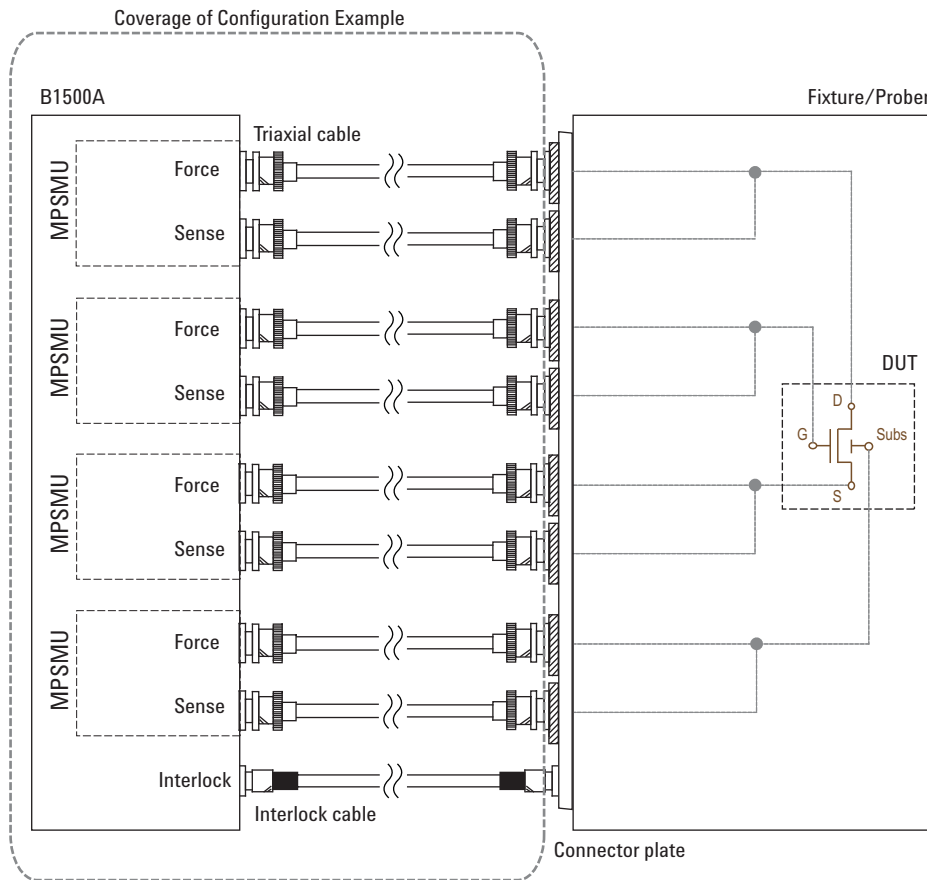 Coverage of Configuration Example
B1500A
Fixture/Prober
Triaxial cable
MPSMU
Force
Sense
MPSMU
Force
Sense
DUT
D
G
Subs
S
MPSMU
Force
Sense
MPSMU
Force
Sense
Interlock
Interlock cable
Connector plate